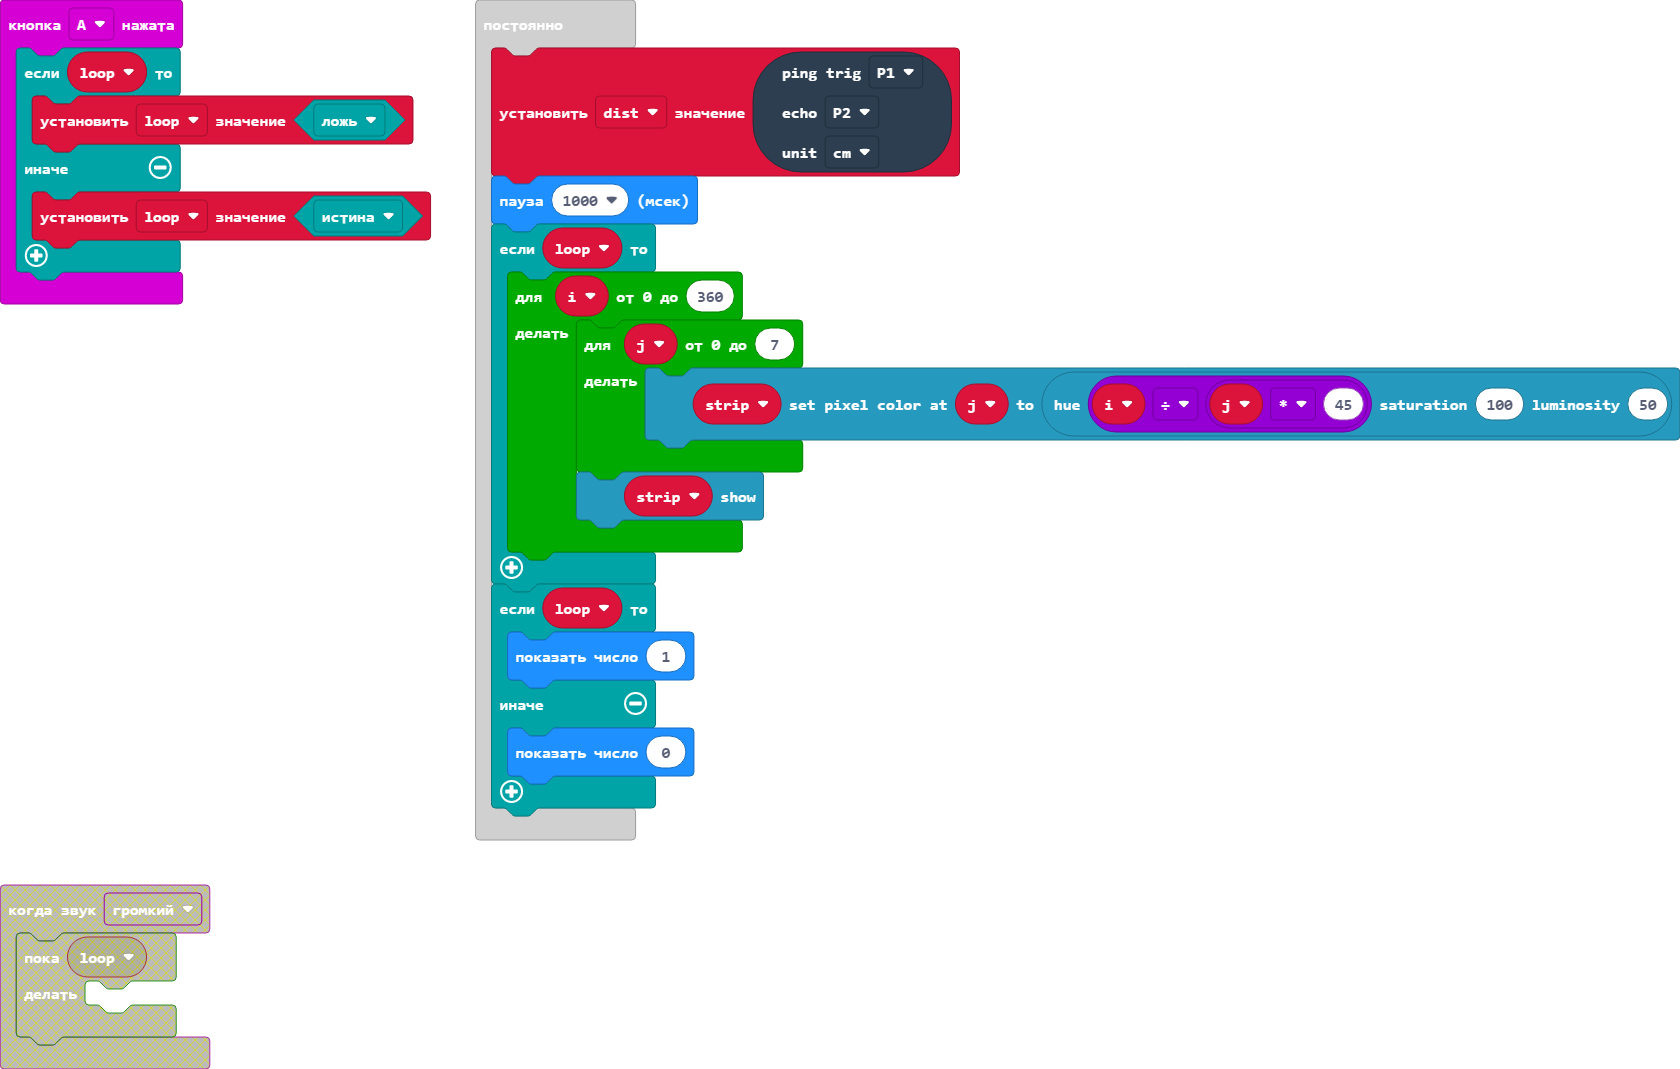 кнопка A нажата
если loop то
установить loop значение ложь
иначе
установить loop значение истина
постоянно
установить dist значение ping trig P1
echo P2
unit cm
пауза 1000 (мсек)
если loop то
для i от 0 до 360
делать
для j от 0 до 7
делать
strip set pixel color at j to hue i ÷ j * 45 saturation 100 luminosity 50
strip show
если loop то
показать число 1
иначе
показать число 0
когда звук громкий
пока loop
делать